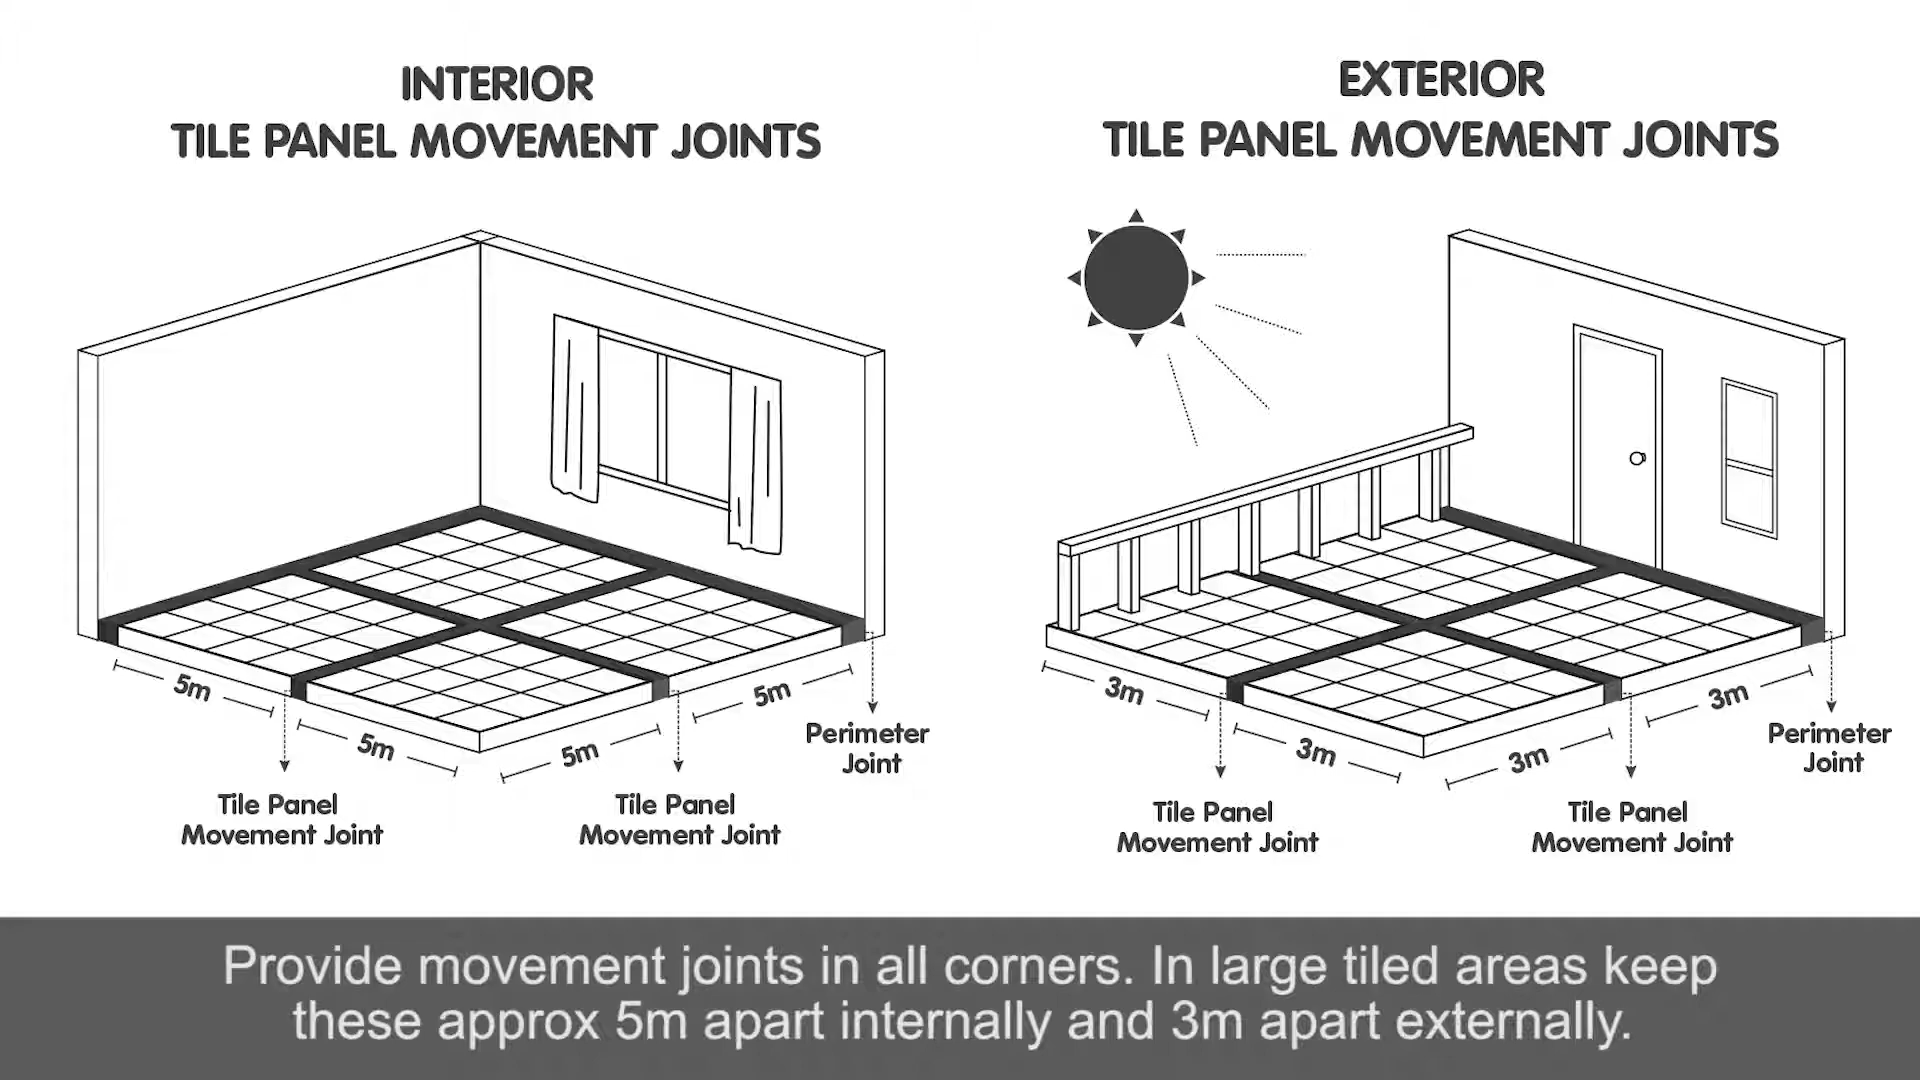 INTERIOR
TILE PANEL MOVEMENT JOINTS
5m
5m
5m
5m
Perimeter
Joint
Tile Panel
Movement Joint
Tile Panel
Movement Joint
EXTERIOR
TILE PANEL MOVEMENT JOINTS
3m
3m
3m
3m
Perimeter
Joint
Tile Panel
Movement Joint
Tile Panel
Movement Joint
Provide movement joints in all corners. In large tiled areas keep
these approx 5m apart internally and 3m apart externally.